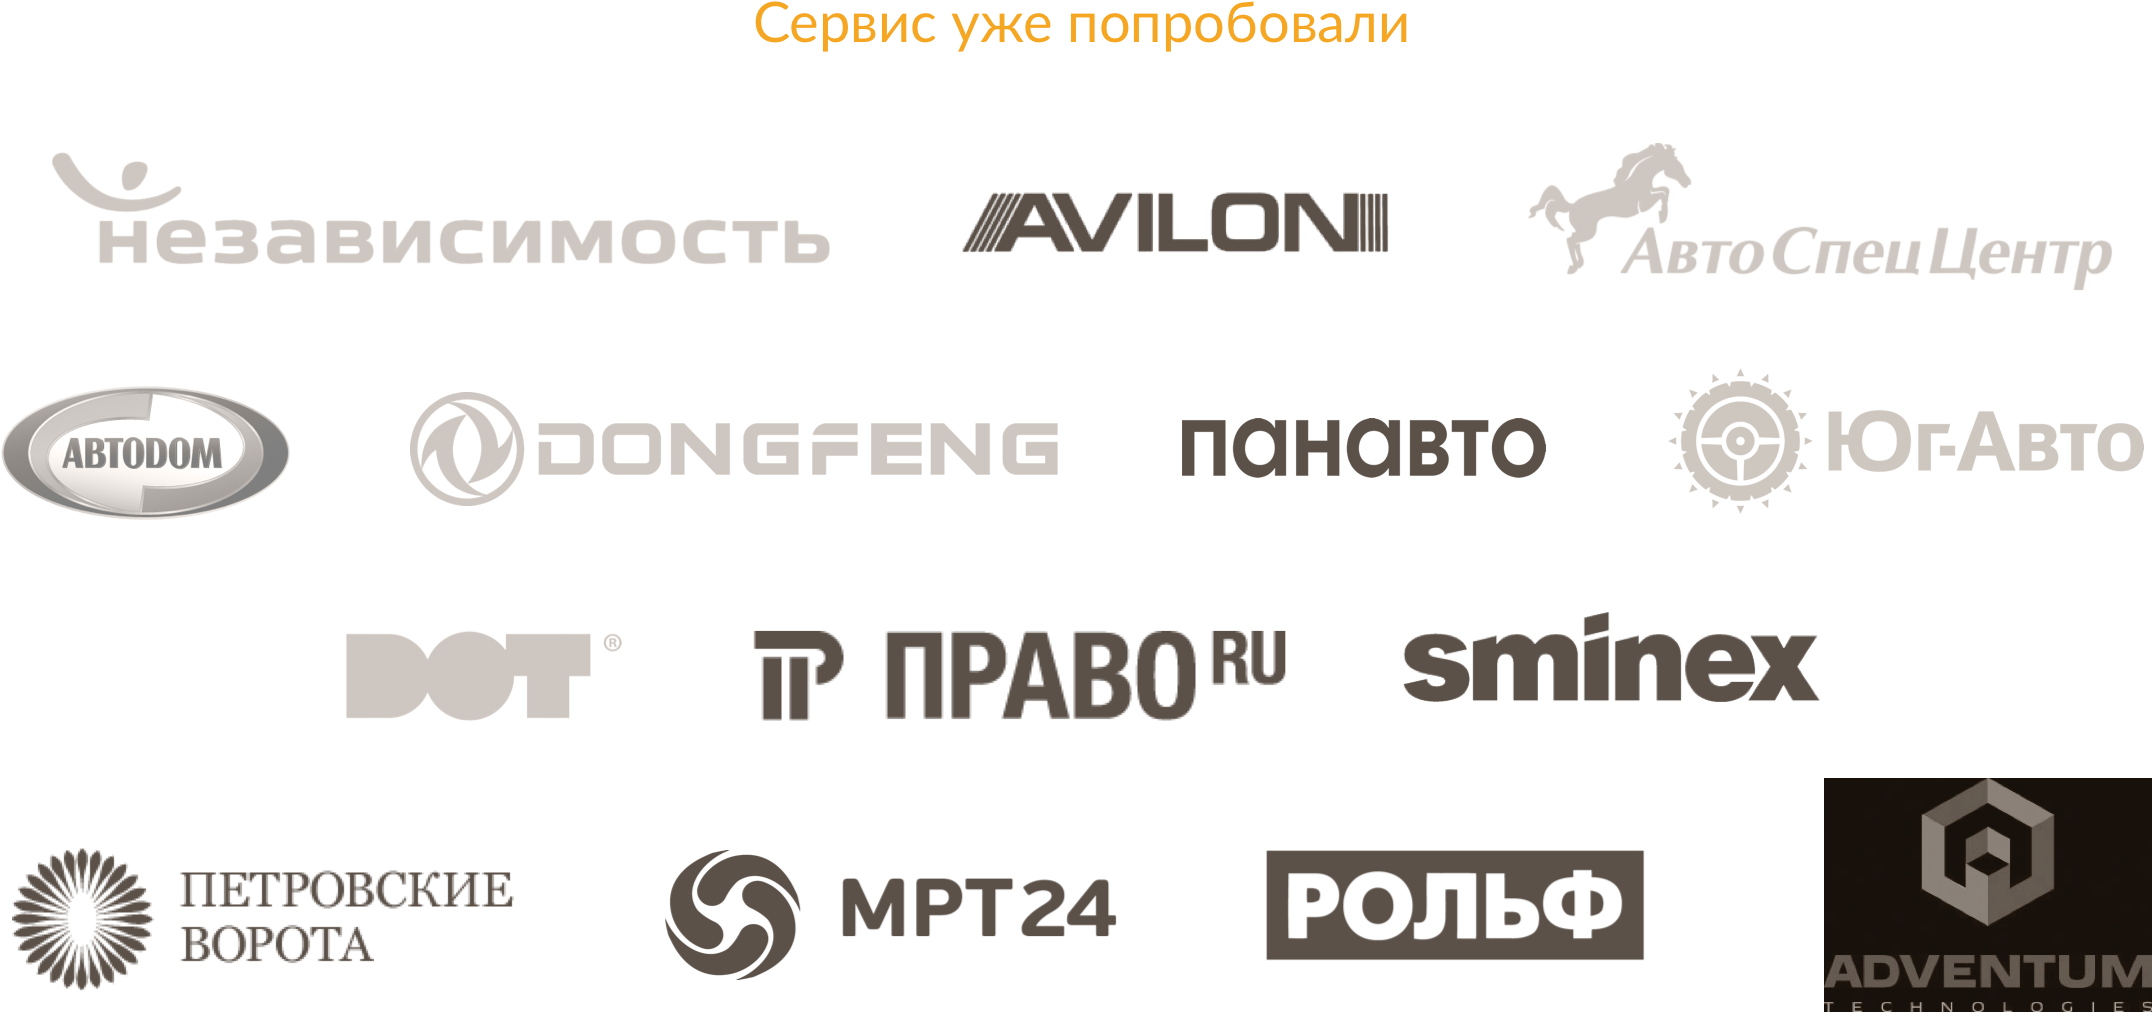 Сервис уже попробовали
независимость
AVILON
АвтоСпецЦентр
АВТОDОМ
DONGFENG
панавто
Юг-Авто
DOT®
ПРАВО RU
sminex
ПЕТРОВСКИЕ
ВОРОТА
МРТ24
РОЛЬФ
ADVENTUM
TECHNOLOGIES